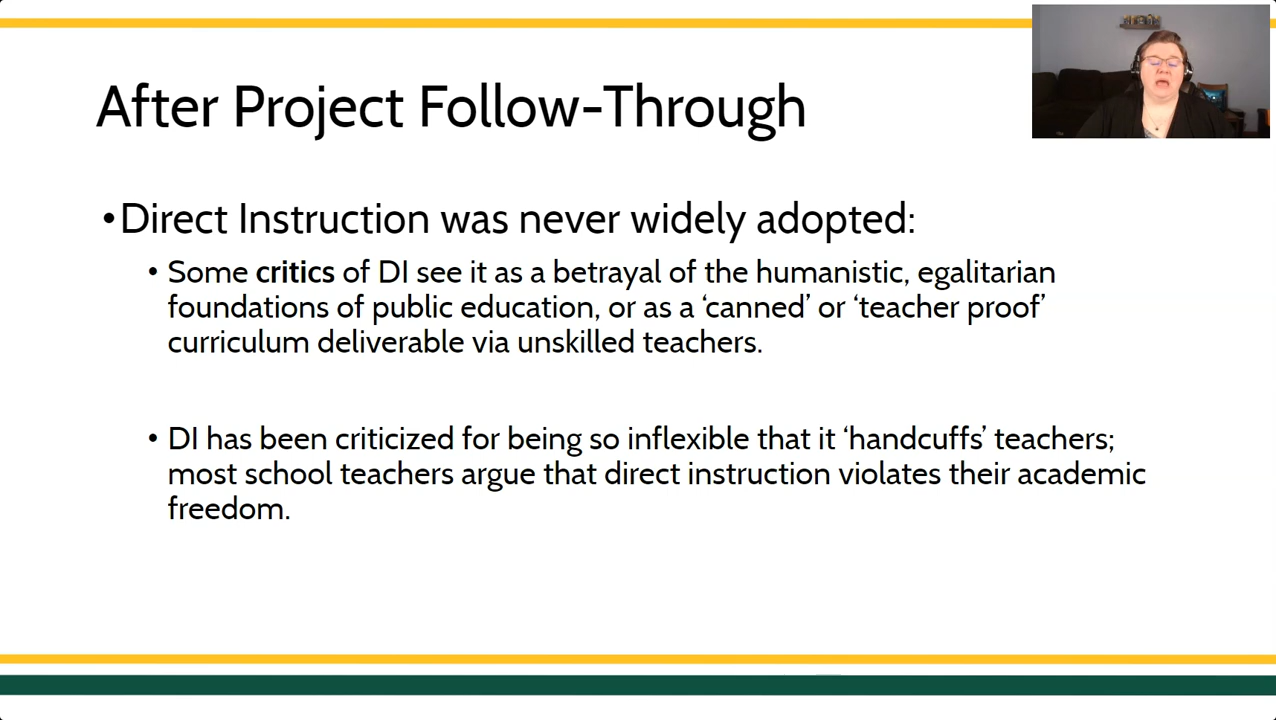 After Project Follow-Through
•Direct Instruction was never widely adopted:
• Some critics of DI see it as a betrayal of the humanistic, egalitarian
foundations of public education, or as a ‘canned’ or ‘teacher proof’
curriculum deliverable via unskilled teachers.
• DI has been criticized for being so inflexible that it ‘handcuffs’ teachers;
most school teachers argue that direct instruction violates their academic
freedom.